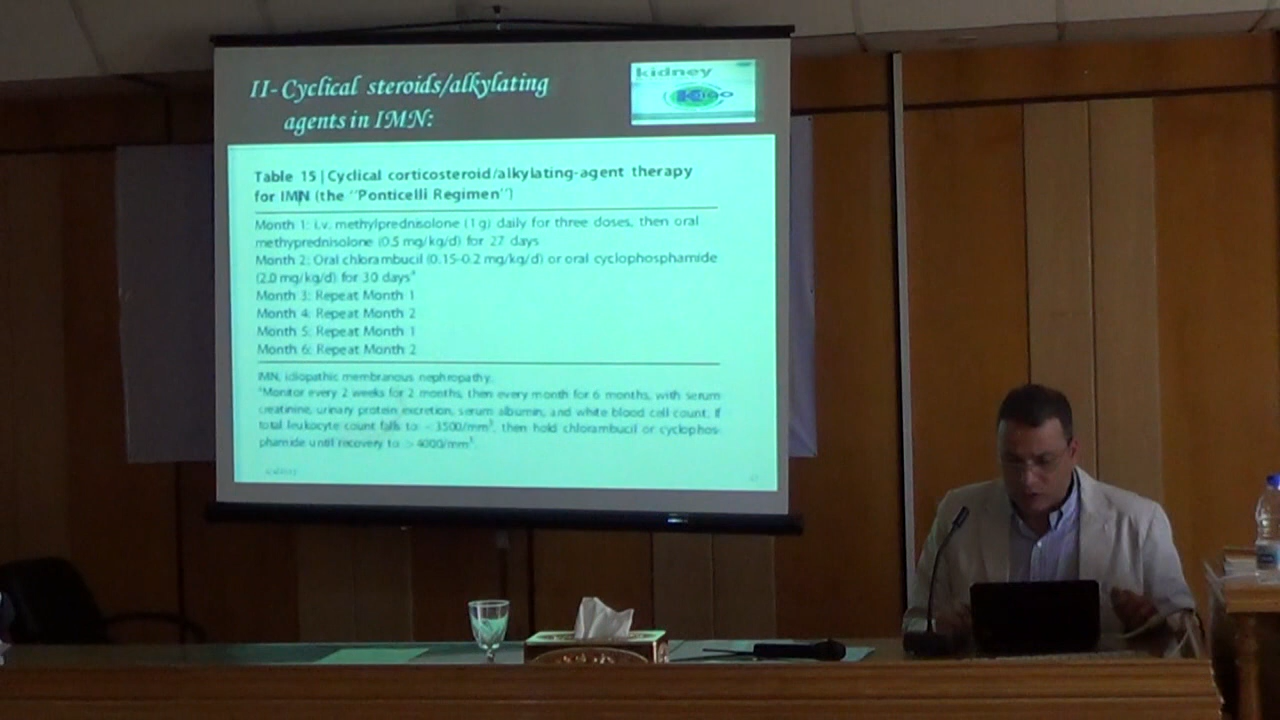 II- Cyclical steroids/alkylating
agents in IMN:
kidney
Table 15 | Cyclical corticosteroid/alkylating-agent therapy
for IMN (the "Ponticelli Regimen")
Month 1: i.v. methylprednisolone (1 g) daily for three doses, then oral
methyprednisolone (0.5 mg/kg/d) for 27 days
Month 2: Oral chlorambucil (0.15-0.2 mg/kg/d) or oral cyclophosphamide
(2.0 mg/kg/d) for 30 daysª
Month 3: Repeat Month 1
Month 4: Repeat Month 2
Month 5: Repeat Month 1
Month 6: Repeat Month 2
IMN, idiopathic membranous nephropathy.
ªMonitor every 2 weeks for 2 months, then every month for 6 months, with serum
creatinine, urinary protein excretion, serum albumin, and white blood cell count. If
total leukocyte count falls to <3500/mm³, then hold chlorambucil or cyclophos-
phamide until recovery to >4000/mm³.